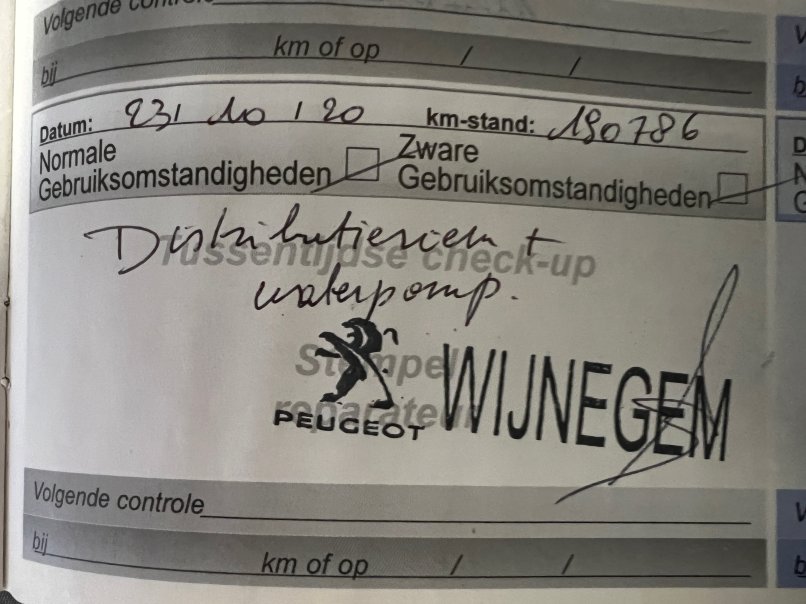 Volgende contro
km of op / /
bij
Datum: 23, 10 / 20 km-stand: 180786
Normale Zware
Gebruiksomstandigheden Gebruiksomstandigheden
Distributieriem +
waterpomp.
Tussentijdse check-up
Stempel
reparateur
PEUGEOT WIJNEGEM
Volgende controle
km of op / /
bij